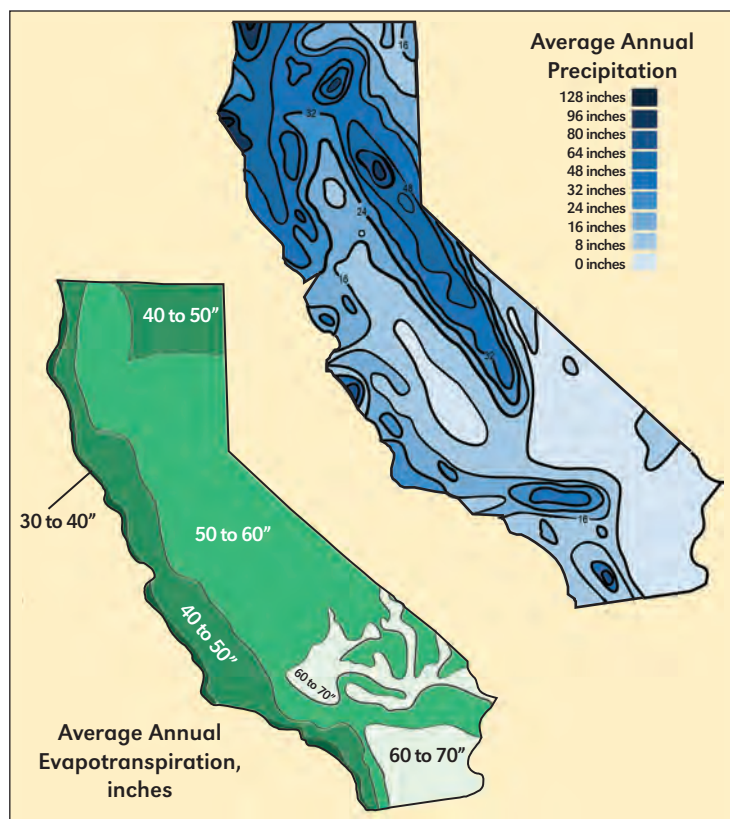 Average Annual
Precipitation
128 inches
96 inches
80 inches
64 inches
48 inches
32 inches
24 inches
16 inches
8 inches
0 inches
16
32
48
24
16
32
16
40 to 50”
30 to 40”
50 to 60”
40 to 50”
60 to 70”
60 to 70”
Average Annual
Evapotranspiration,
inches